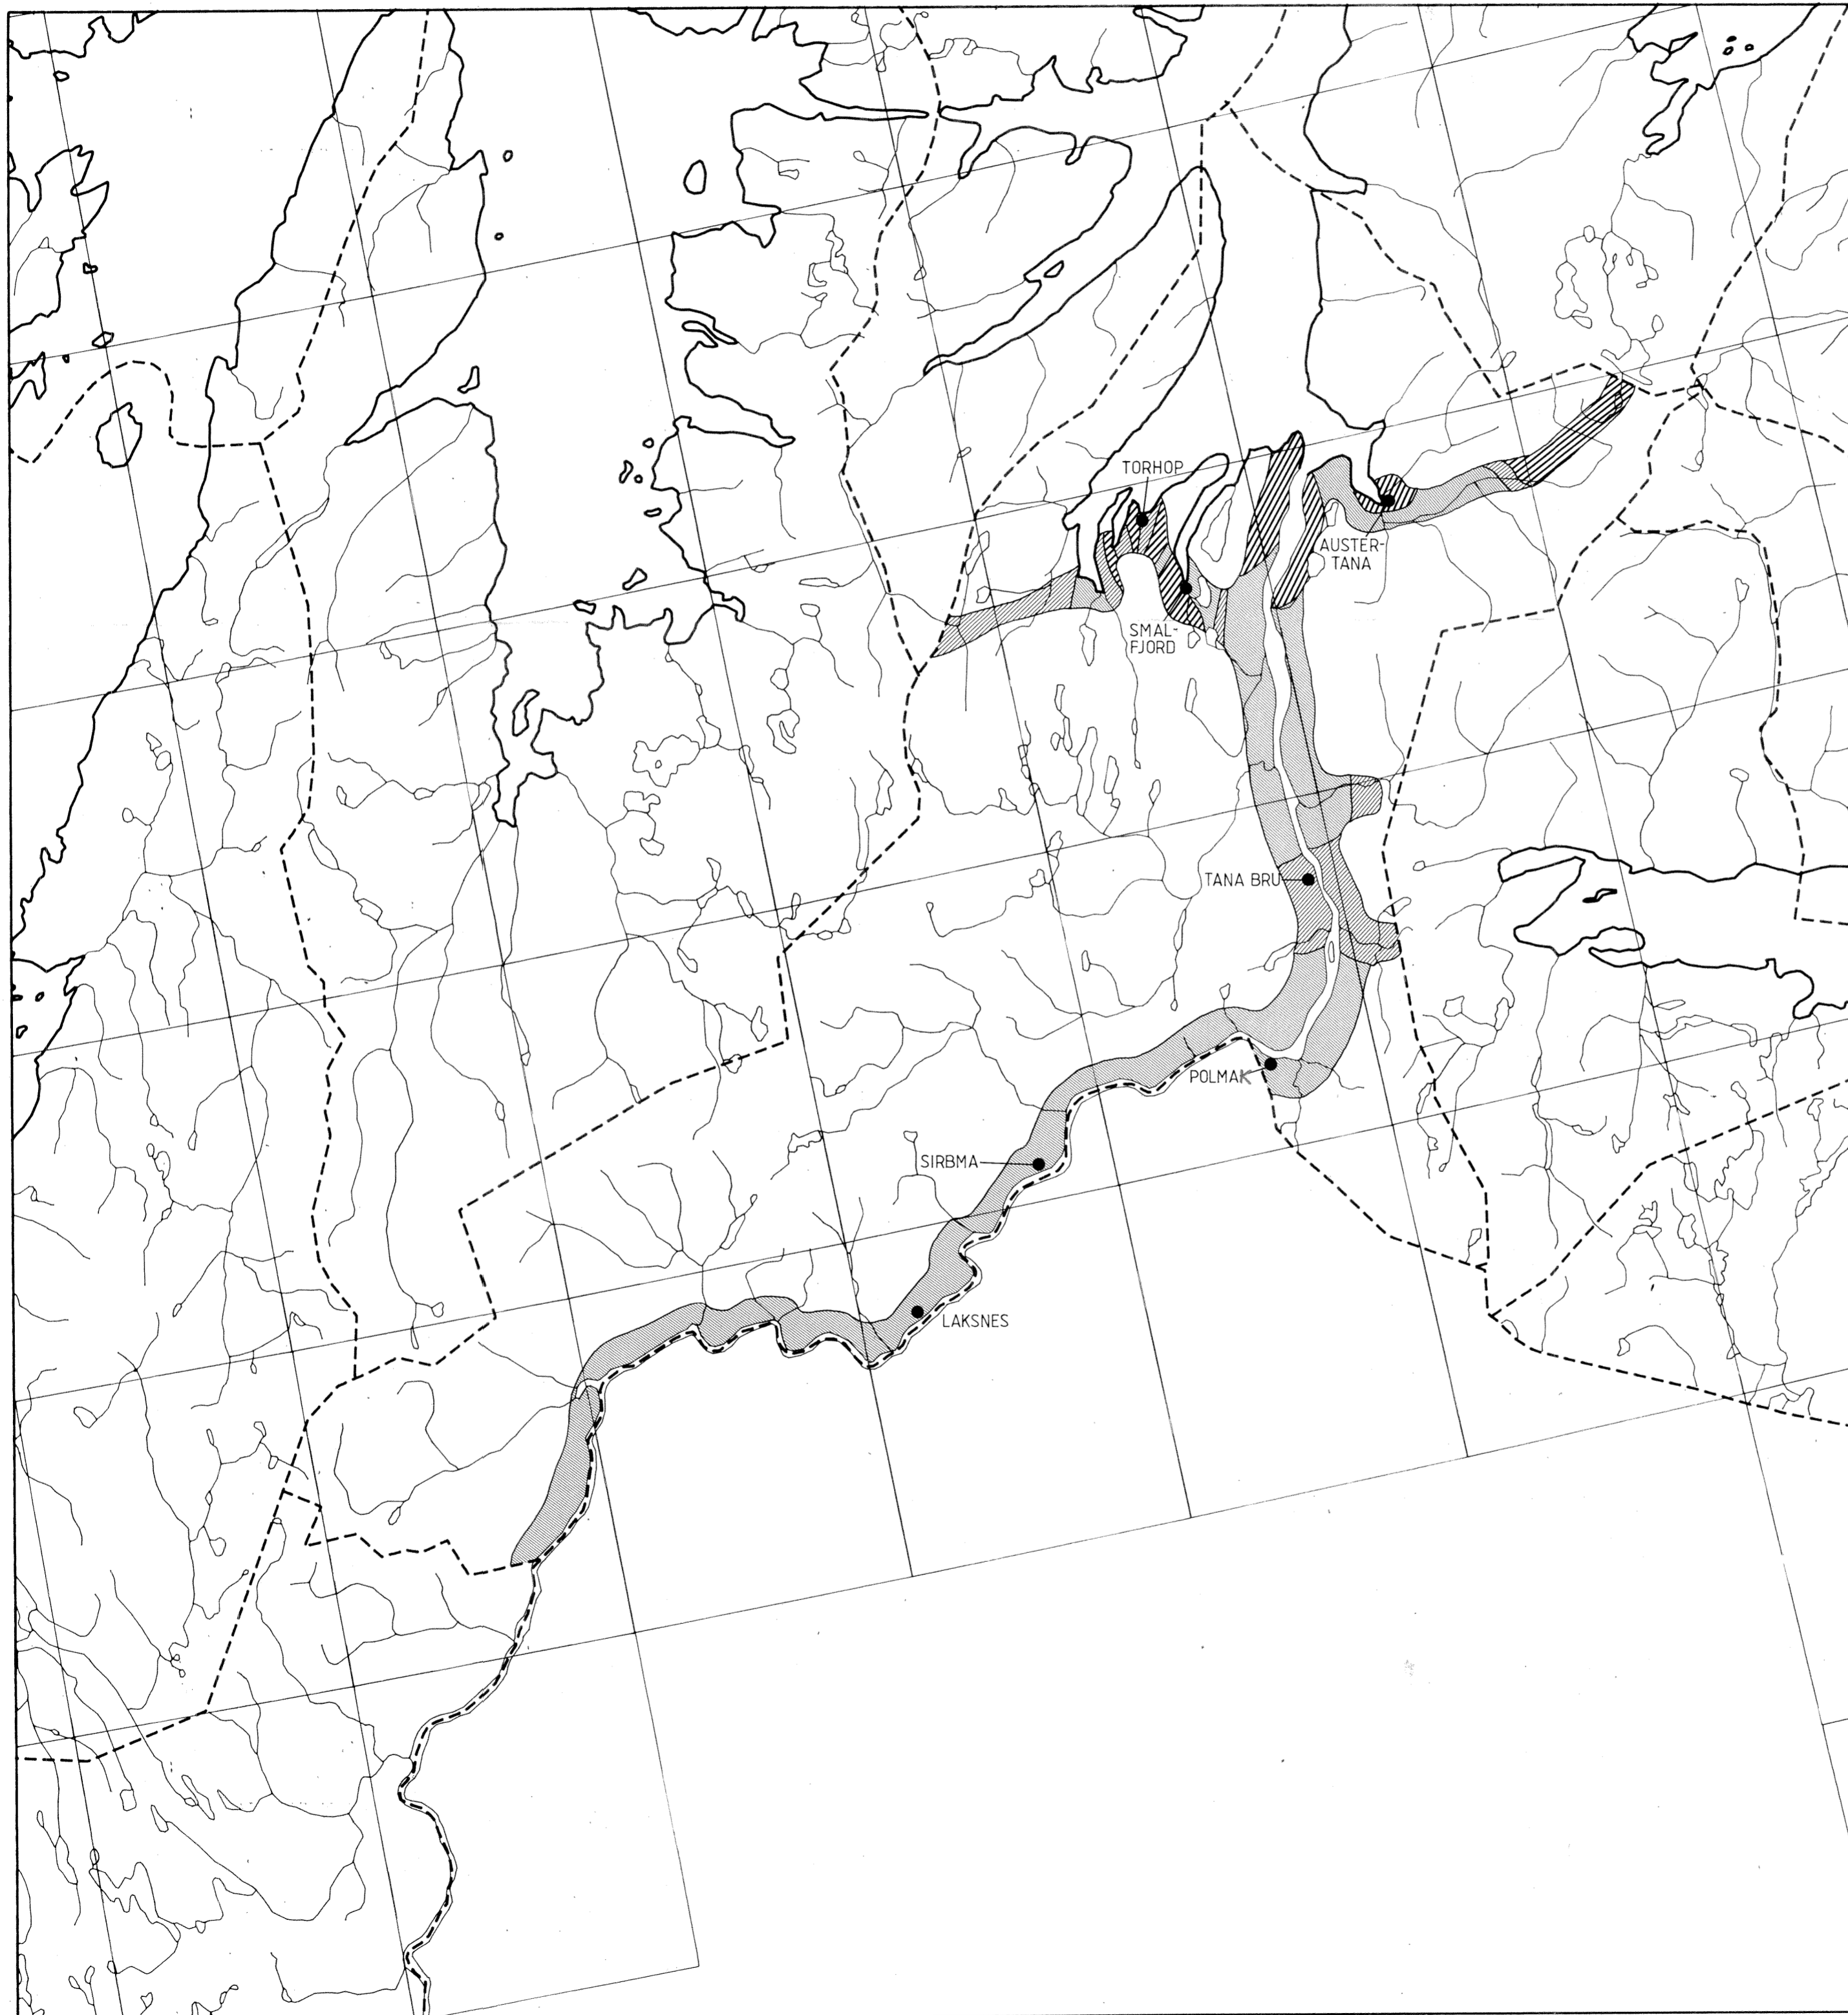 TORHOP
AUSTER-
TANA
SMAL-
FJORD
TANA BRU
POLMAK
SIRBMA
LAKSNES